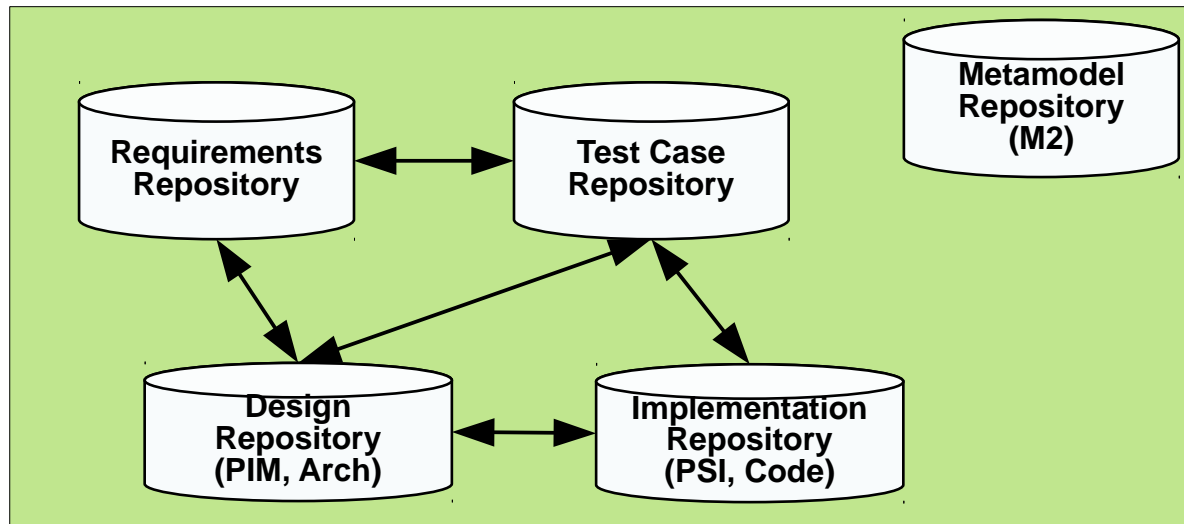 Metamodel
Repository
(M2)
Requirements
Repository
Test Case
Repository
Design
Repository
(PIM, Arch)
Implementation
Repository
(PSI, Code)